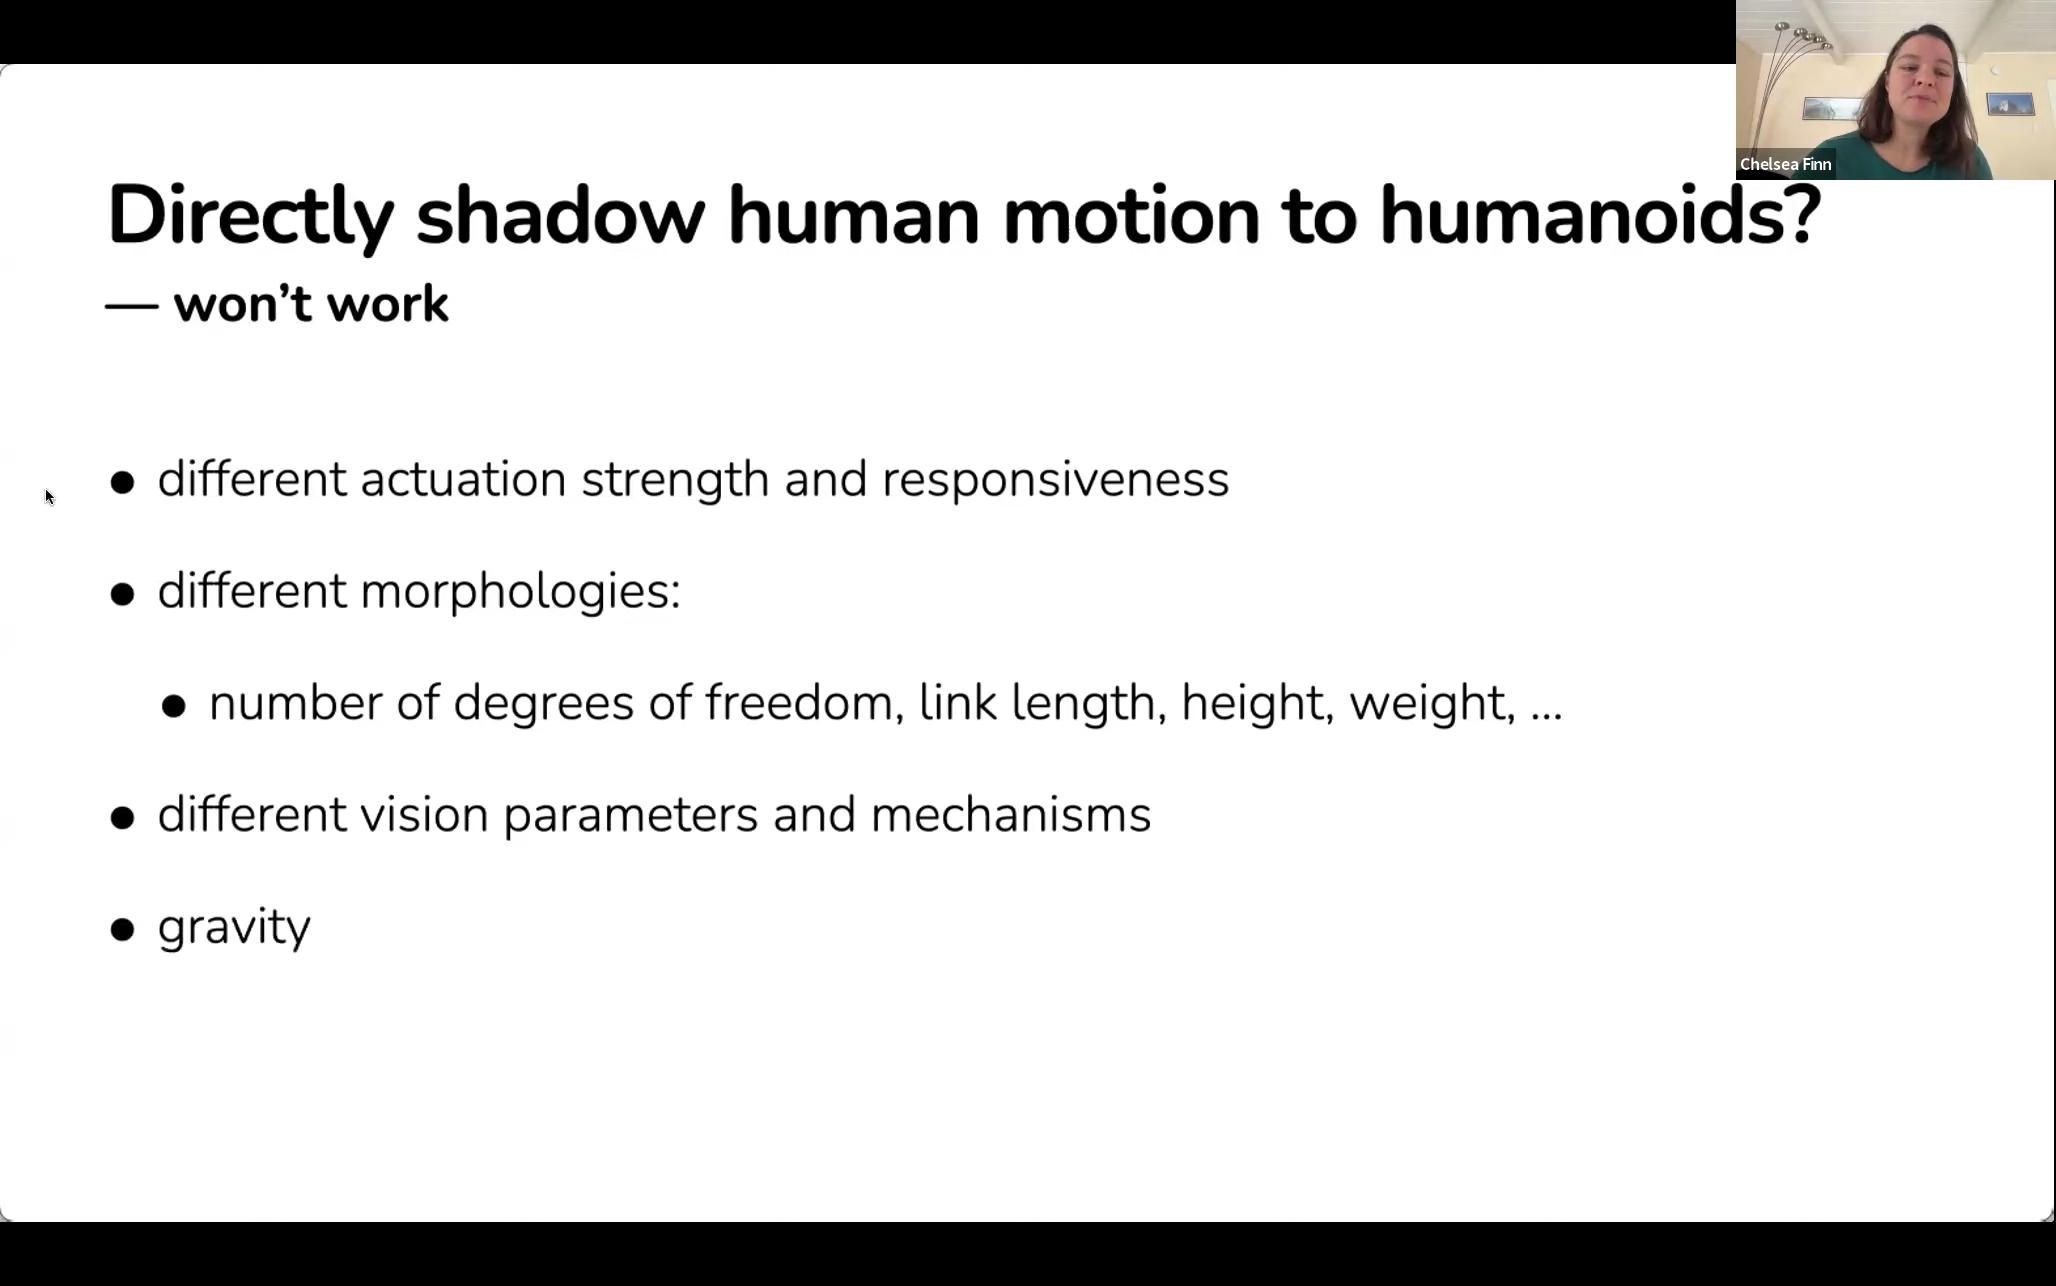 Chelsea Finn
Directly shadow human motion to humanoids?
— won’t work
● different actuation strength and responsiveness
● different morphologies:
● number of degrees of freedom, link length, height, weight, ...
● different vision parameters and mechanisms
● gravity